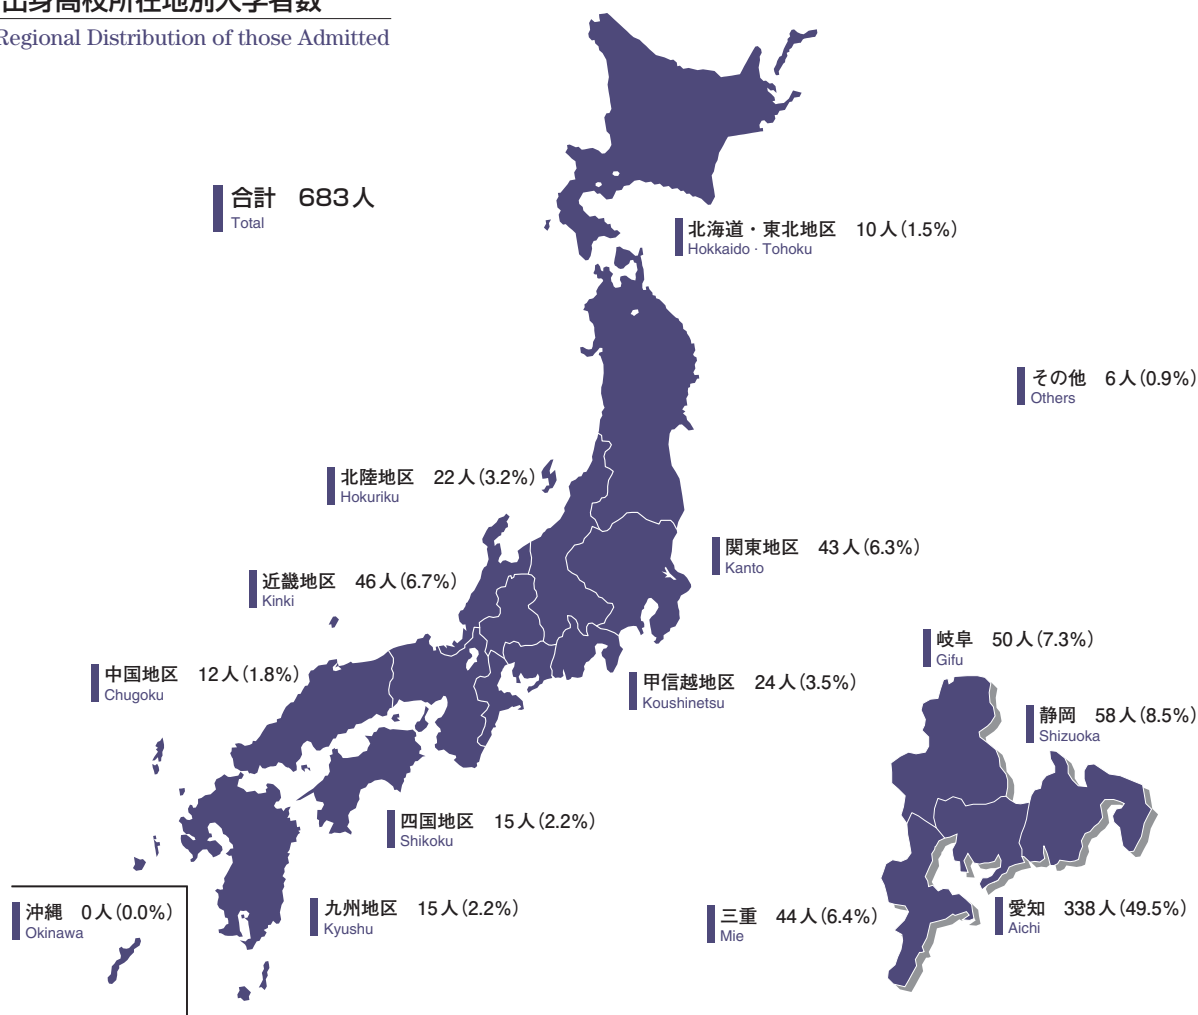 出身高校所在地別入学者数
Regional Distribution of those Admitted
合計 683人
Total
北海道・東北地区 10人(1.5%)
Hokkaido · Tohoku
その他 6人(0.9%)
Others
北陸地区 22人(3.2%)
Hokuriku
関東地区 43人(6.3%)
Kanto
近畿地区 46人(6.7%)
Kinki
岐阜 50人(7.3%)
Gifu
中国地区 12人(1.8%)
Chugoku
甲信越地区 24人(3.5%)
Koushinetsu
静岡 58人(8.5%)
Shizuoka
四国地区 15人(2.2%)
Shikoku
九州地区 15人(2.2%)
Kyushu
沖縄 0人(0.0%)
Okinawa
三重 44人(6.4%)
Mie
愛知 338人(49.5%)
Aichi